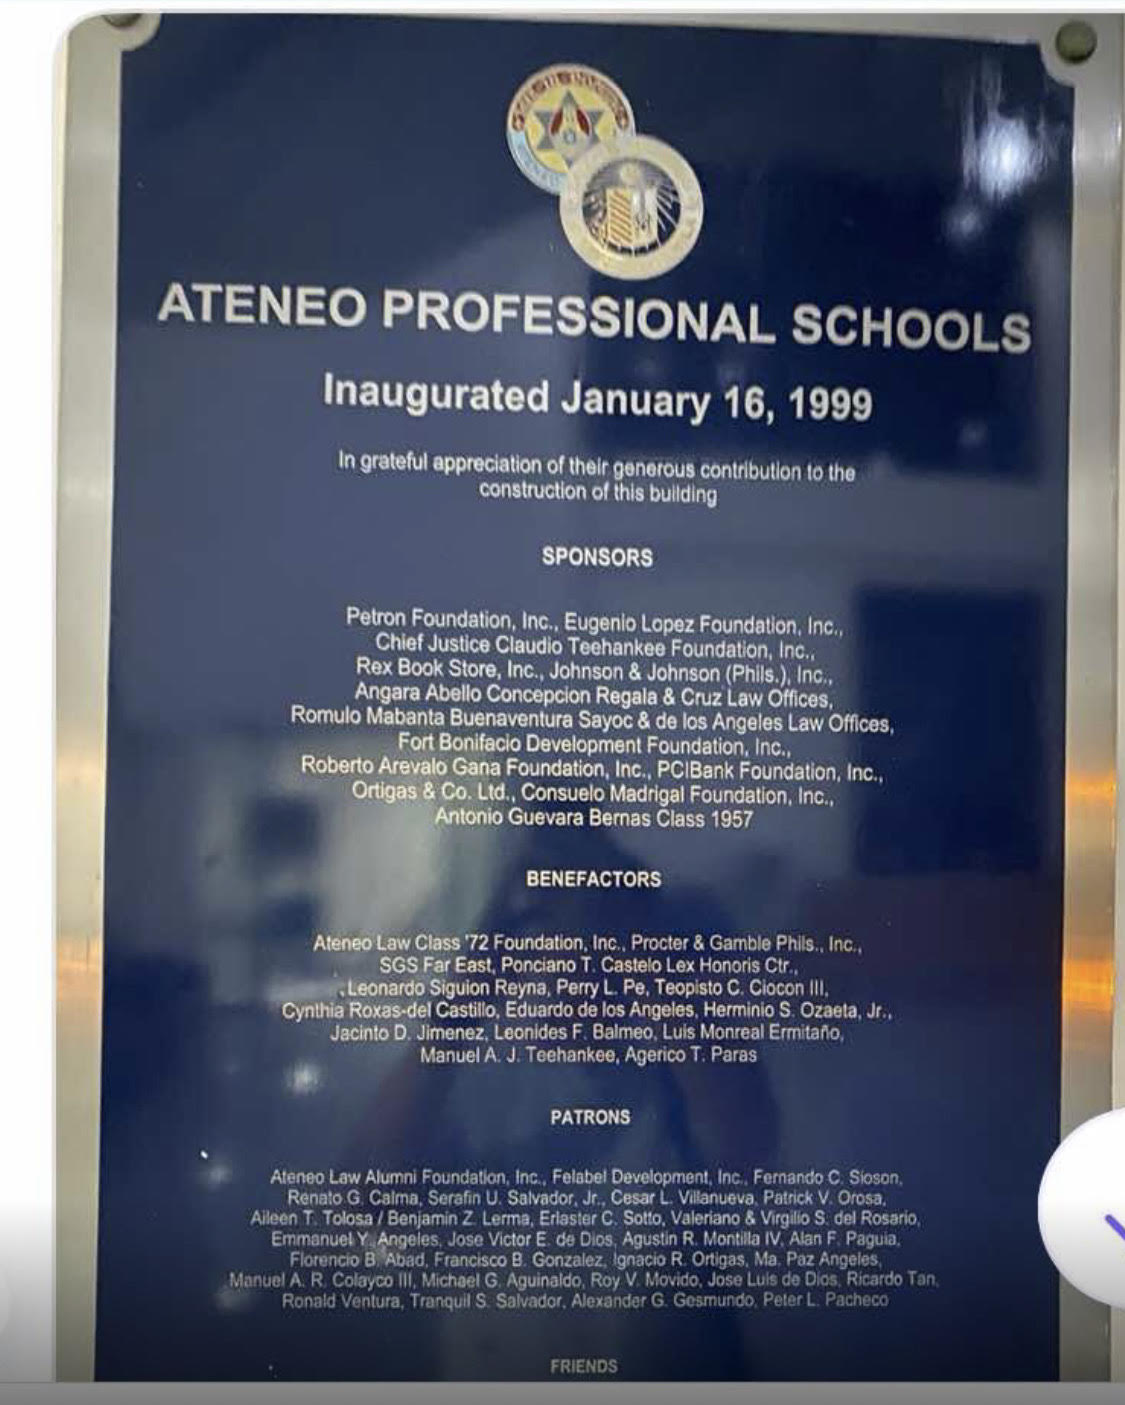 ATENEO PROFESSIONAL SCHOOLS
Inaugurated January 16, 1999
In grateful appreciation of their generous contribution to the
construction of this building
SPONSORS
Petron Foundation, Inc., Eugenio Lopez Foundation, Inc.,
Chief Justice Claudio Teehankee Foundation, Inc.,
Rex Book Store, Inc., Johnson & Johnson (Phils.), Inc.,
Angara Abello Concepcion Regala & Cruz Law Offices,
Romulo Mabanta Buenaventura Sayoc & de los Angeles Law Offices,
Fort Bonifacio Development Foundation, Inc.,
Roberto Arevalo Gana Foundation, Inc., PCIBank Foundation, Inc.,
Ortigas & Co. Ltd., Consuelo Madrigal Foundation, Inc.,
Antonio Guevara Bernas Class 1957
BENEFACTORS
Ateneo Law Class '72 Foundation, Inc., Procter & Gamble Phils., Inc.,
SGS Far East, Ponciano T. Castelo Lex Honoris Ctr.,
Leonardo Siguion Reyna, Perry L. Pe, Teopisto C. Ciocon III,
Cynthia Roxas-del Castillo, Eduardo de los Angeles, Herminio S. Ozaeta, Jr.,
Jacinto D. Jimenez, Leonides F. Balmeo, Luis Monreal Ermitaño,
Manuel A. J. Teehankee, Agerico T. Paras
PATRONS
Ateneo Law Alumni Foundation, Inc., Felabel Development, Inc., Fernando C. Sioson,
Renato G. Calma, Serafin U. Salvador, Jr., Cesar L. Villanueva, Patrick V. Orosa,
Aileen T. Tolosa / Benjamin Z. Lerma, Erlaster C. Sotto, Valeriano & Virgilio S. del Rosario,
Emmanuel Y. Angeles, Jose Victor E. de Dios, Agustin R. Montilla IV, Alan F. Paguia,
Florencio B. Abad, Francisco B. Gonzalez, Ignacio R. Ortigas, Ma. Paz Angeles,
Manuel A. R. Colayco III, Michael G. Aguinaldo, Roy V. Movido, Jose Luis de Dios, Ricardo Tan,
Ronald Ventura, Tranquil S. Salvador, Alexander G. Gesmundo, Peter L. Pacheco
FRIENDS